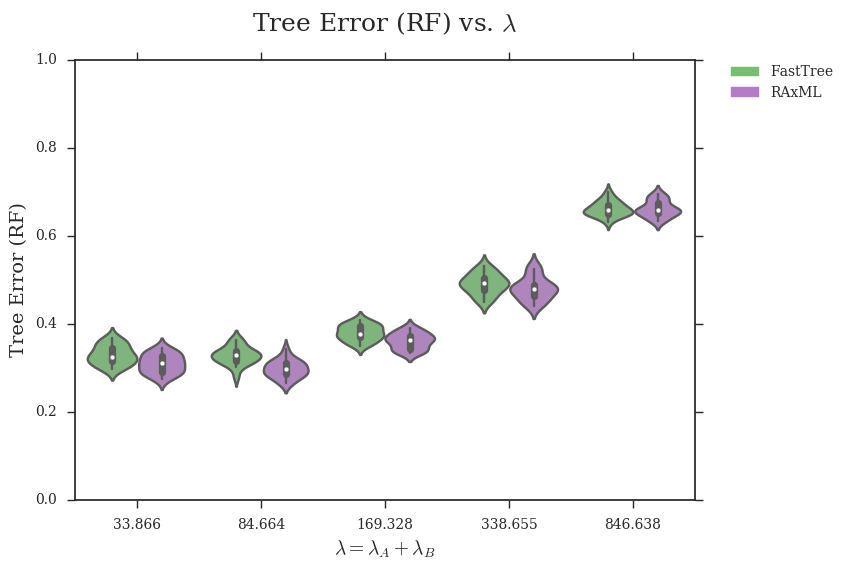 Tree Error (RF) vs. λ
FastTree
RAxML
Tree Error (RF)
1.0
0.8
0.6
0.4
0.2
0.0
33.866 84.664 169.328 338.655 846.638
λ = λ_A + λ_B